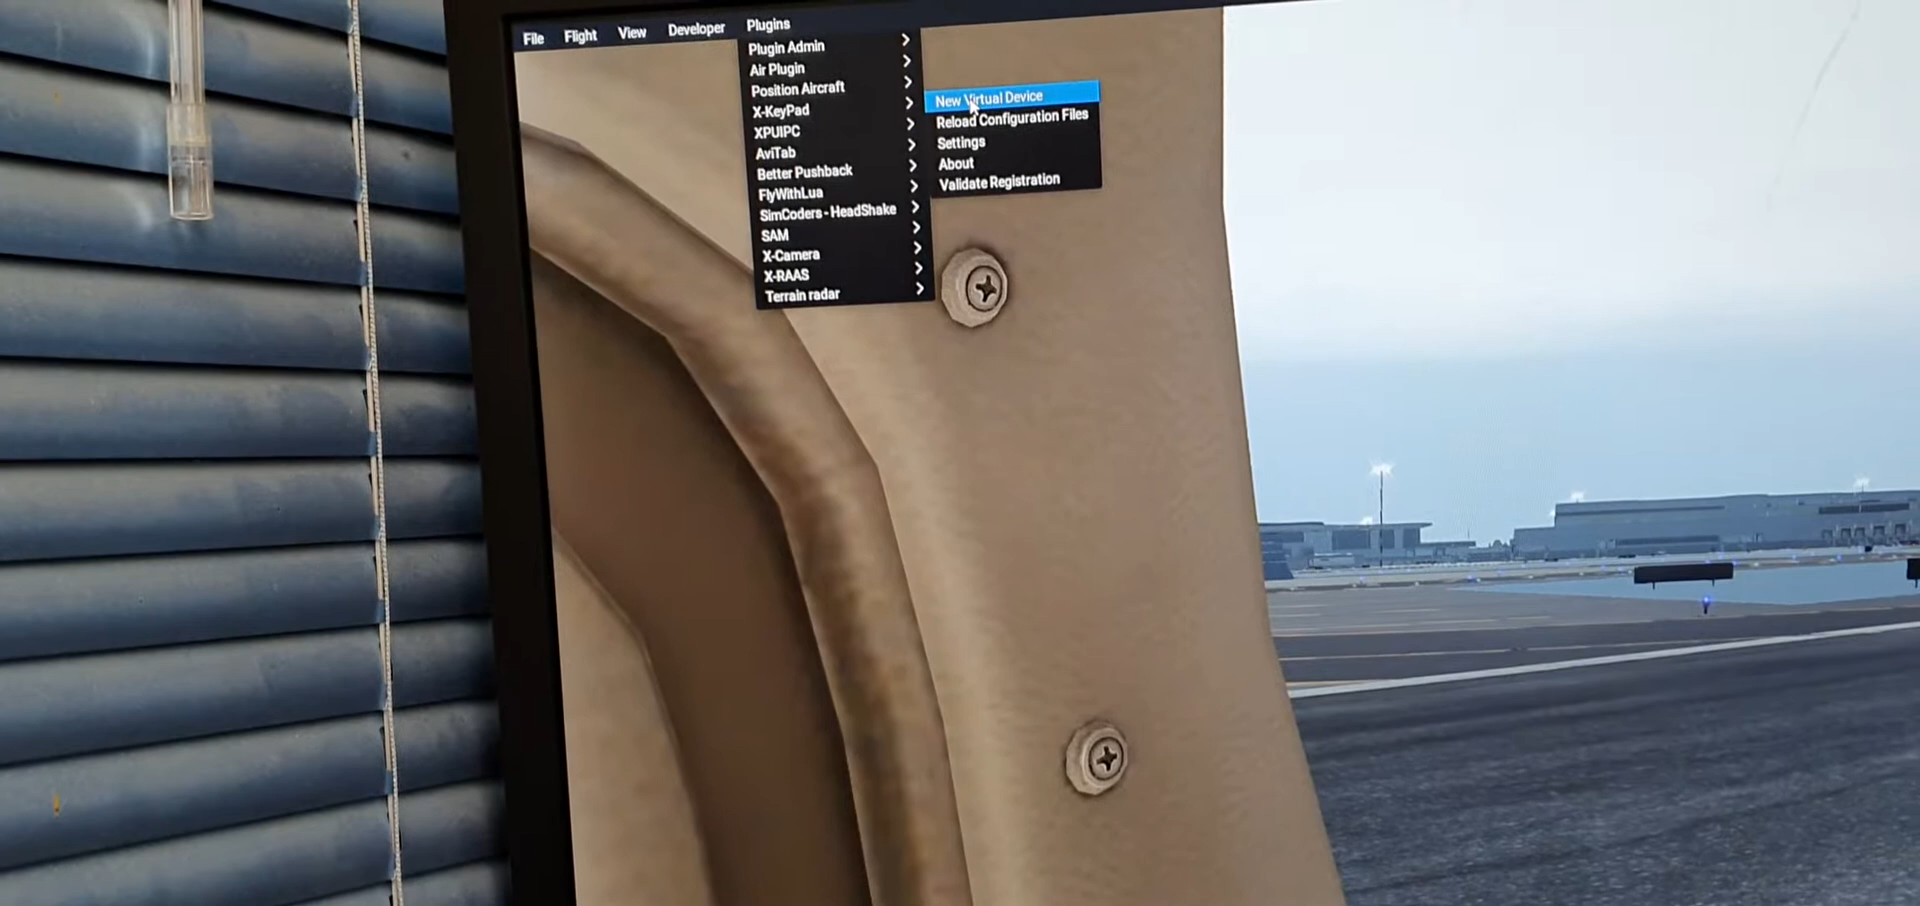 File Flight View Developer Plugins
Plugin Admin
Air Plugin
Position Aircraft
X-KeyPad
XPUIPC
AviTab
Better Pushback
FlyWithLua
SimCoders - HeadShake
SAM
X-Camera
X-RAAS
Terrain radar
New Virtual Device
Reload Configuration Files
Settings
About
Validate Registration